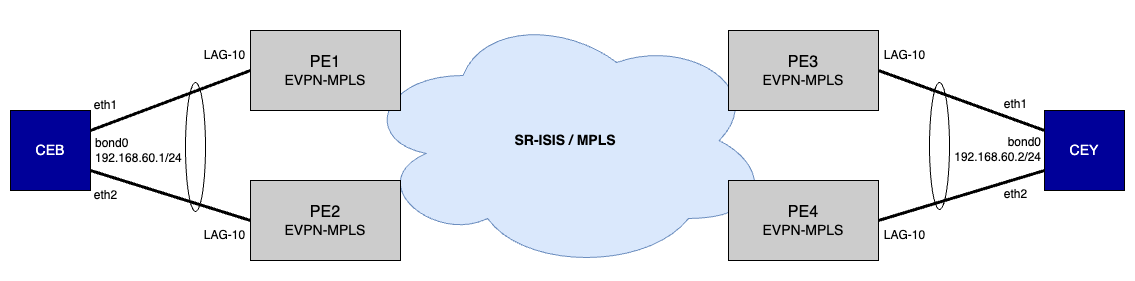 LAG-10
PE1
EVPN-MPLS
PE3
EVPN-MPLS
LAG-10
eth1
eth1
CEB
bond0
192.168.60.1/24
SR-ISIS / MPLS
bond0
192.168.60.2/24
CEY
eth2
eth2
PE2
EVPN-MPLS
PE4
EVPN-MPLS
LAG-10
LAG-10